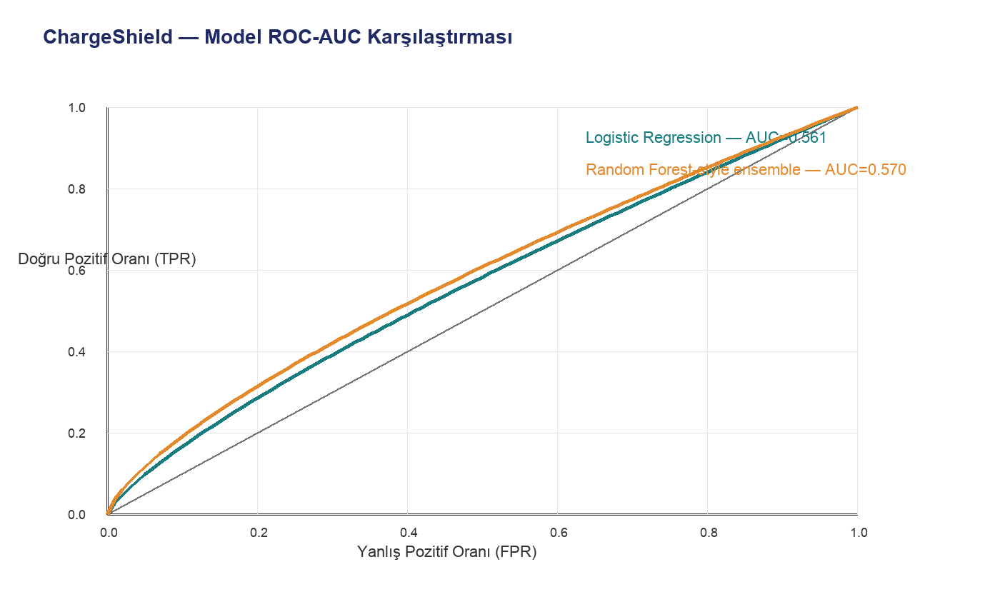 ChargeShield — Model ROC-AUC Karşılaştırması
1.0
Logistic Regression — AUC=0.561
Random Forest-style ensemble — AUC=0.570
0.8
Doğru Pozitif Oranı (TPR)
0.6
0.4
0.2
0.0
0.0 0.2 0.4 0.6 0.8 1.0
Yanlış Pozitif Oranı (FPR)